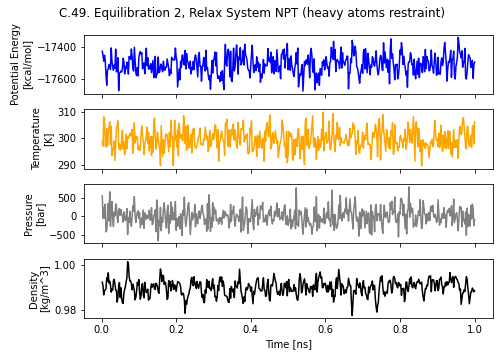 C.49. Equilibration 2, Relax System NPT (heavy atoms restraint)
Potential Energy
[kcal/mol]
−17400
−17600
Temperature
[K]
310
300
290
Pressure
[bar]
500
0
−500
Density
[kg/m^3]
1.00
0.98
0.0 0.2 0.4 0.6 0.8 1.0
Time [ns]